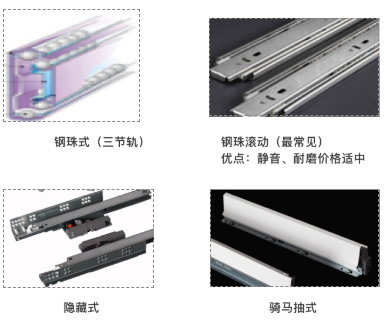 钢珠式（三节轨）
钢珠滚动（最常见）
优点：静音、耐磨价格适中
隐藏式
骑马抽式